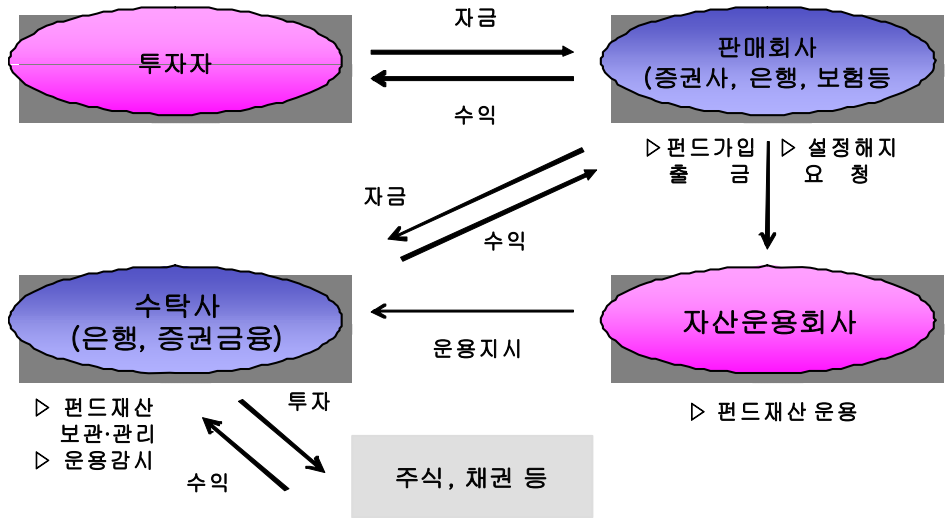 투자자
자금
수익
판매회사
(증권사, 은행, 보험등
▷펀드가입
출 금
▷ 설정해지
요 청
자금
수익
수탁사
(은행, 증권금융)
운용지시
자산운용회사
▷ 펀드재산
보관·관리
▷ 운용감시
투자
수익
주식, 채권 등
▷ 펀드재산 운용